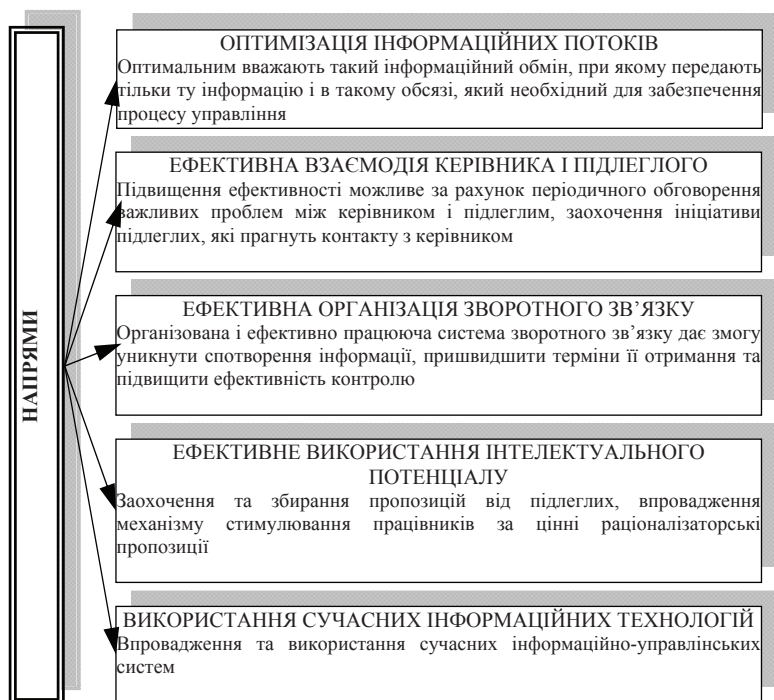 НАПРЯМИ
ОПТИМІЗАЦІЯ ІНФОРМАЦІЙНИХ ПОТОКІВ
Оптимальним вважають такий інформаційний обмін, при якому передають
тільки ту інформацію і в такому обсязі, який необхідний для забезпечення
процесу управління
ЕФЕКТИВНА ВЗАЄМОДІЯ КЕРІВНИКА І ПІДЛЕГЛОГО
Підвищення ефективності можливе за рахунок періодичного обговорення
важливих проблем між керівником і підлеглим, заохочення ініціативи
підлеглих, які прагнуть контакту з керівником
ЕФЕКТИВНА ОРГАНІЗАЦІЯ ЗВОРОТНОГО ЗВ’ЯЗКУ
Організована і ефективно працююча система зворотного зв’язку дає змогу
уникнути спотворення інформації, пришвидшити терміни її отримання та
підвищити ефективність контролю
ЕФЕКТИВНЕ ВИКОРИСТАННЯ ІНТЕЛЕКТУАЛЬНОГО
ПОТЕНЦІАЛУ
Заохочення та збирання пропозицій від підлеглих, впровадження
механізму стимулювання працівників за цінні раціоналізаторські
пропозиції
ВИКОРИСТАННЯ СУЧАСНИХ ІНФОРМАЦІЙНИХ ТЕХНОЛОГІЙ
Впровадження та використання сучасних інформаційно-управлінських
систем